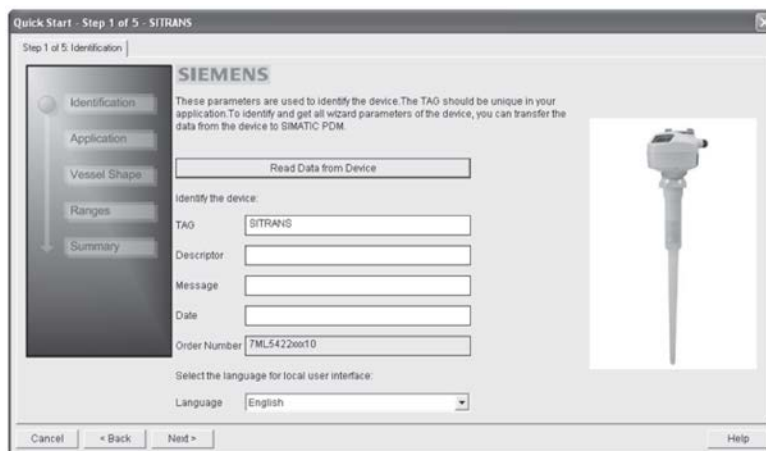 Quick Start - Step 1 of 5 - SITRANS
Step 1 of 5: Identification
Identification
Application
Vessel Shape
Ranges
Summary
SIEMENS
These parameters are used to identify the device.The TAG should be unique in your
application.To identify and get all wizard parameters of the device, you can transfer the
data from the device to SIMATIC PDM.
Read Data from Device
Identify the device:
TAG SITRANS
Descriptor
Message
Date
Order Number 7ML5422xxx10
Select the language for local user interface:
Language English
Cancel < Back Next > Help